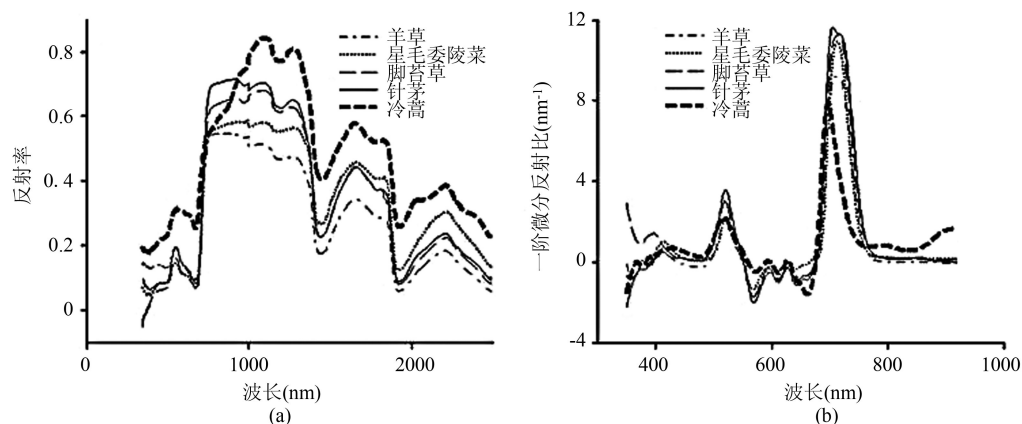 0.8
0.6
0.4
0.2
0
反射率
羊草
星毛委陵菜
脚苔草
针茅
冷蒿
0
1000
2000
波长(nm)
(a)
12
8
4
0
-4
一阶微分反射比(nm-1)
羊草
星毛委陵菜
脚苔草
针茅
冷蒿
400
600
800
1000
波长(nm)
(b)